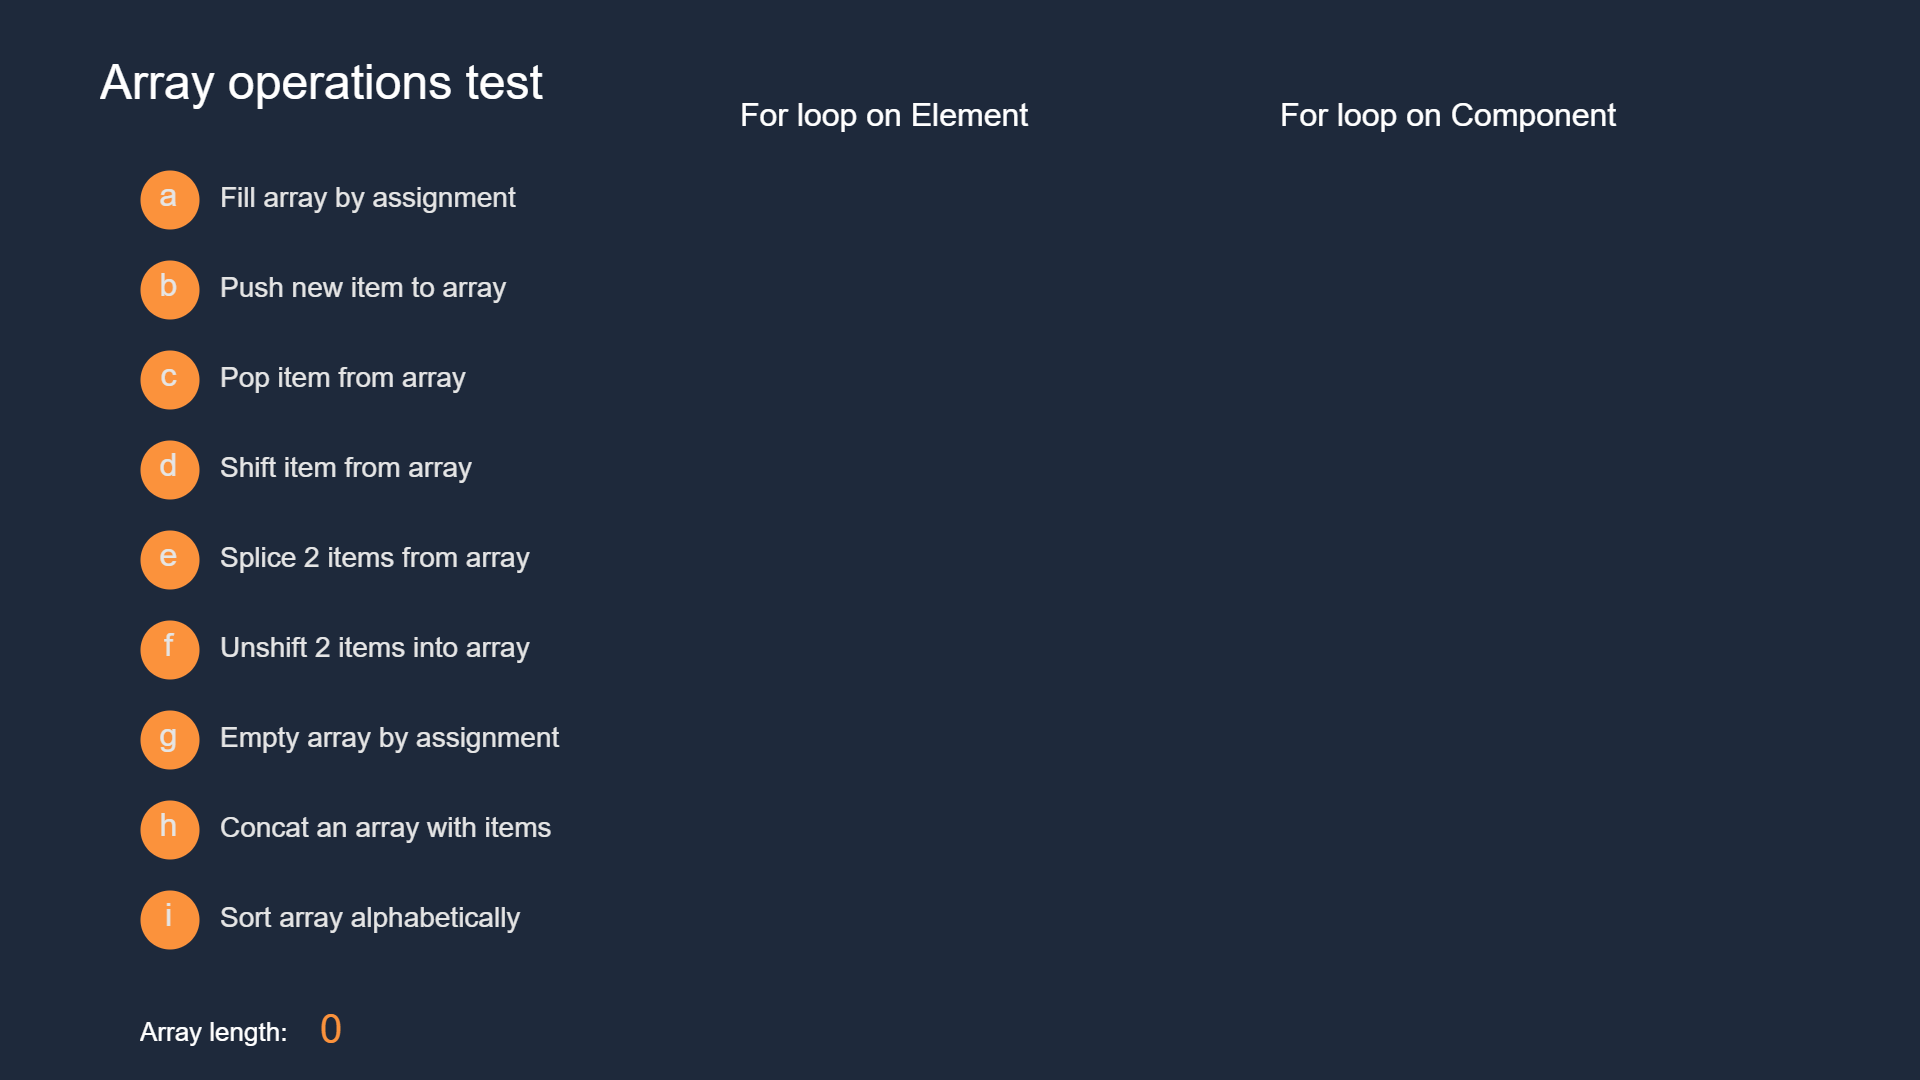 Array operations test
For loop on Element
For loop on Component
a Fill array by assignment
b Push new item to array
c Pop item from array
d Shift item from array
e Splice 2 items from array
f Unshift 2 items into array
g Empty array by assignment
h Concat an array with items
i Sort array alphabetically
Array length: 0